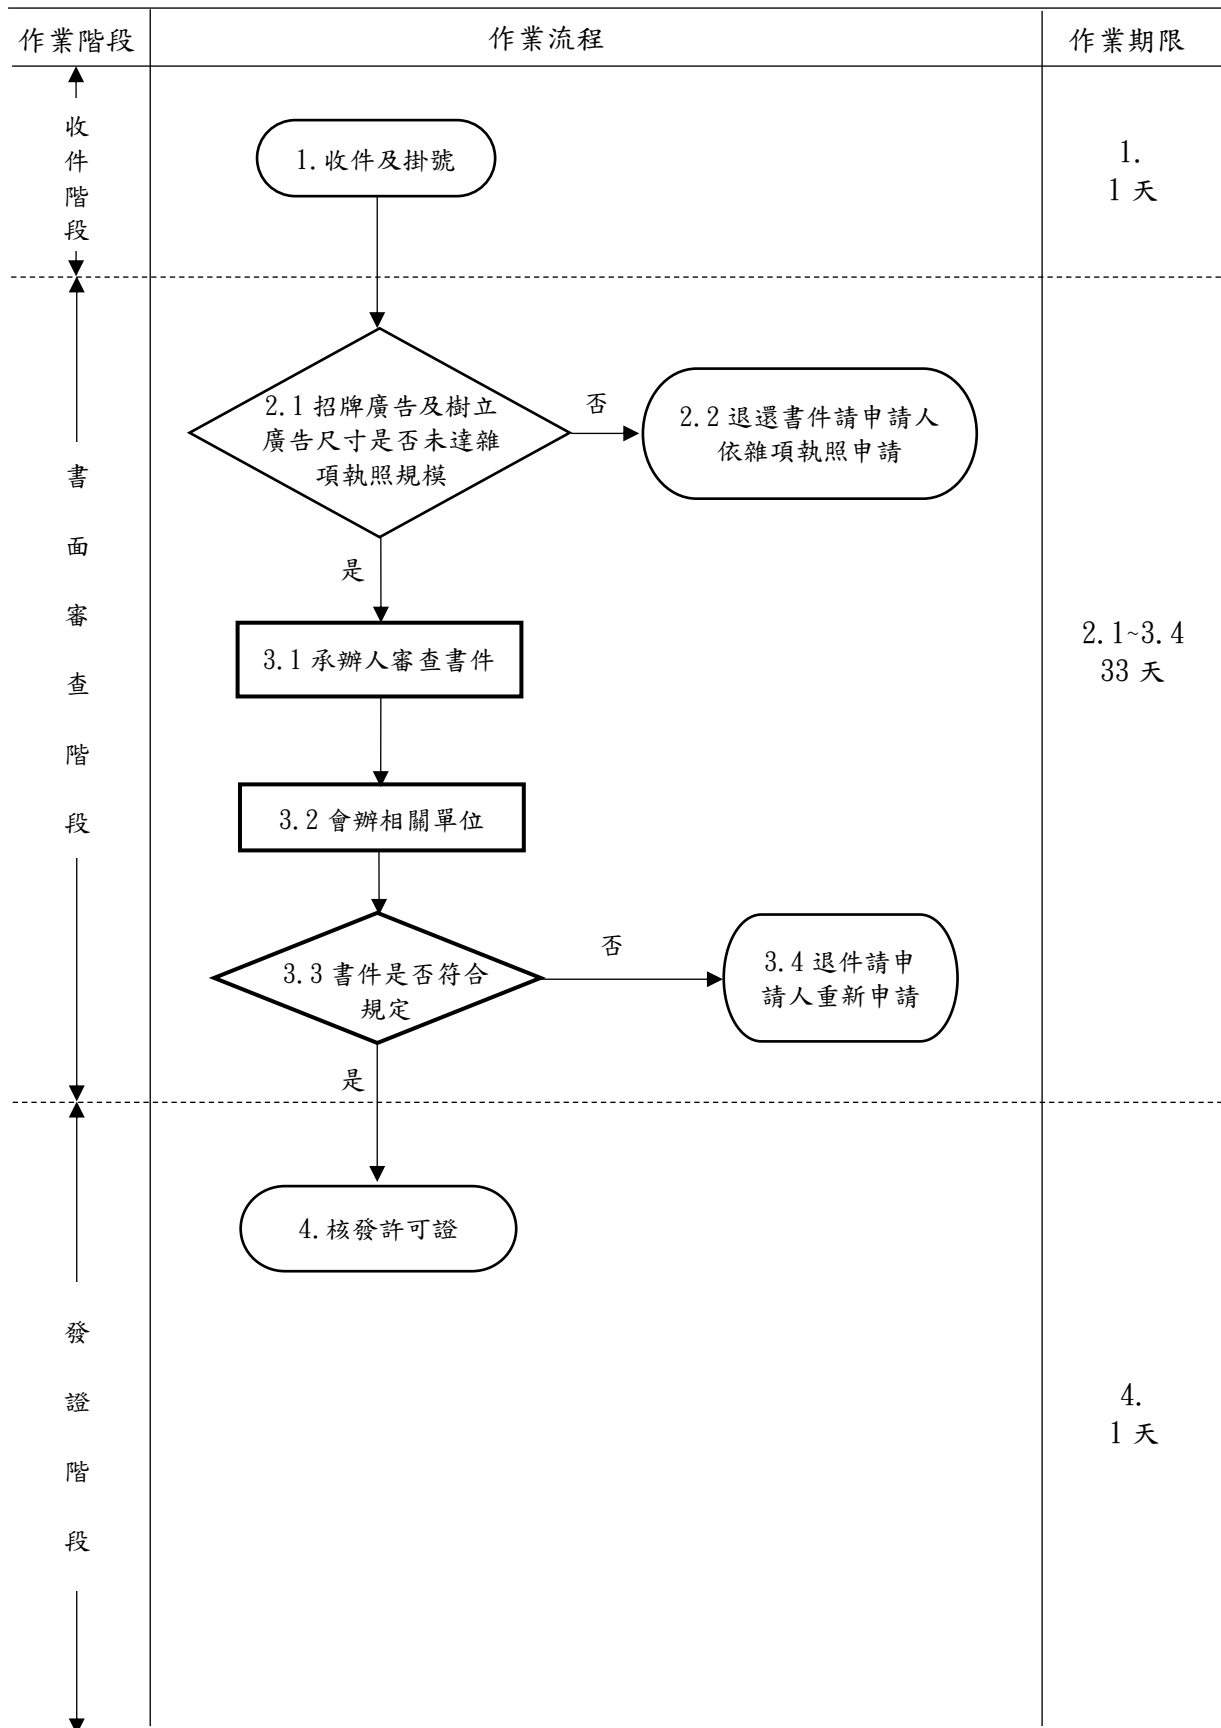 作業階段
作業流程
作業期限
收件階段
1.收件及掛號
1.
1 天
書面審查階段
2.1 招牌廣告及樹立
廣告尺寸是否未達雜
項執照規模
否
2.2 退還書件請申請人
依雜項執照申請
是
3.1 承辦人審查書件
2.1~3.4
33 天
3.2 會辦相關單位
3.3 書件是否符合
規定
否
3.4 退件請申
請人重新申請
是
發證階段
4.核發許可證
4.
1 天